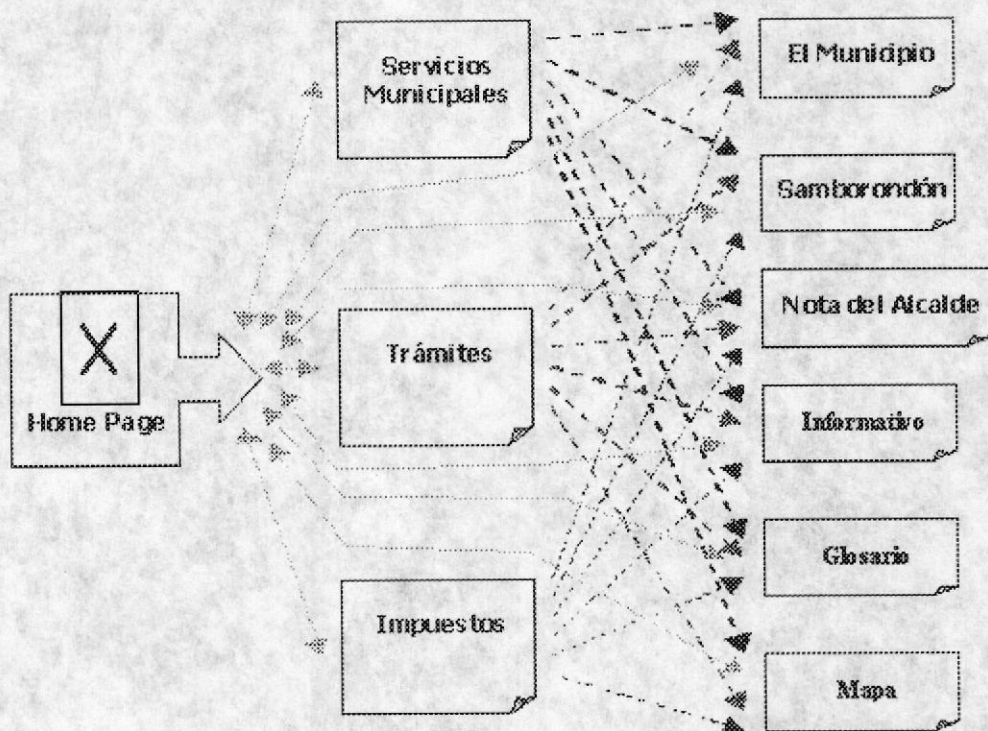 Servicios
Municipales
El Municipio
Samborondón
Nota del Alcalde
X
Home Page
Trámites
Informativo
Glosario
Impuestos
Mapa